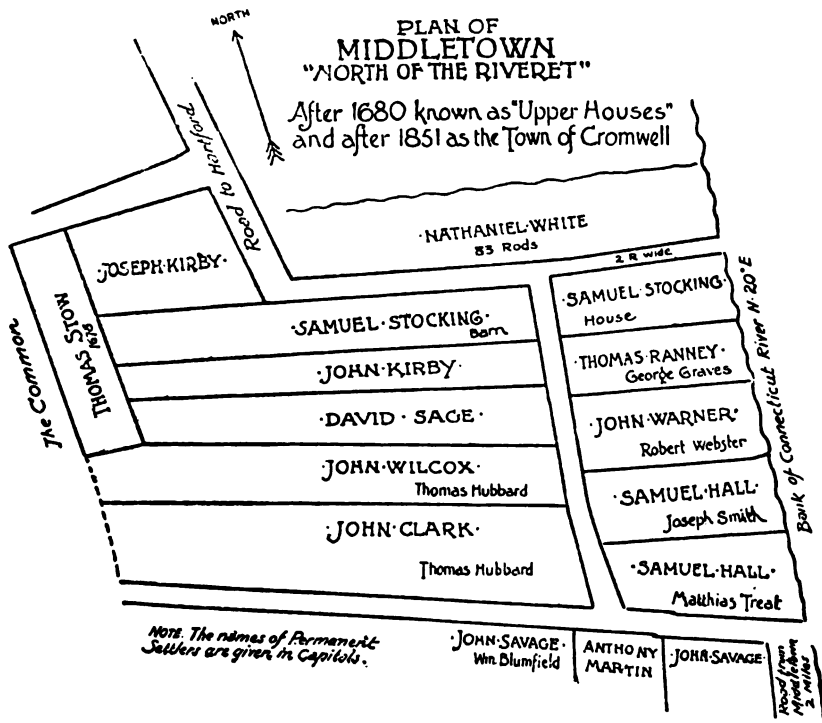 NORTH
PLAN OF
MIDDLETOWN
"NORTH OF THE RIVERET"
After 1680 known as "Upper Houses"
and after 1851 as the Town of Cromwell
Road to Hartford
·NATHANIEL·WHITE
83 Rods
2 R wide
·JOSEPH·KIRBY·
THOMAS STOW
1675
The Common
·SAMUEL·STOCKING·
Barn
·JOHN·KIRBY·
·DAVID·SAGE·
·JOHN·WILCOX·
Thomas Hubbard
·JOHN·CLARK·
Thomas Hubbard
·SAMUEL·STOCKING·
House
·THOMAS·RANNEY·
George Graves
·JOHN·WARNER·
Robert Webster
·SAMUEL·HALL·
Joseph Smith
·SAMUEL·HALL·
Matthias Treat
Bank of Connecticut River N·20°E
NOTE. The names of Permanent
Settlers are given in Capitols.
·JOHN·SAVAGE·
Wm Blumfield
ANTHONY
MARTIN
·JOHN·SAVAGE·
Road from
Middletown
2 Miles